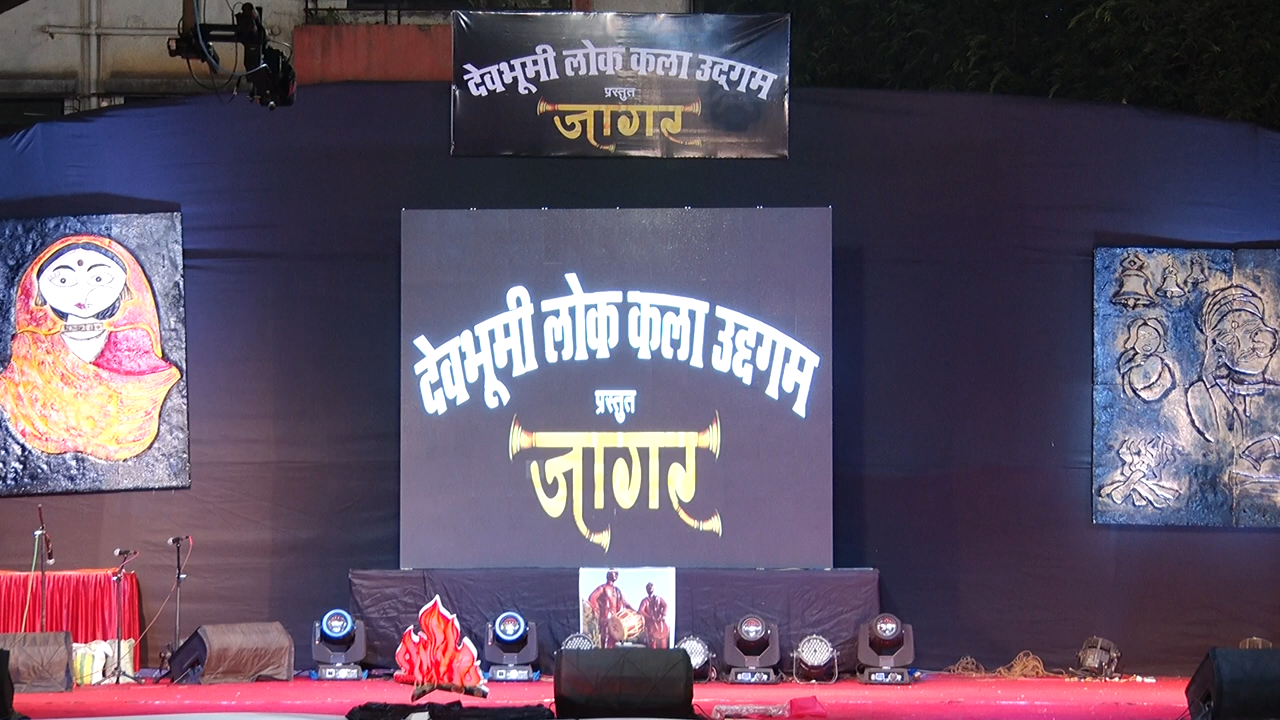 देवभूमी लोक कला उद्‌गम
प्रस्तुत
जागर
देवभूमी लोक कला उद्गम
प्रस्तुत
जागर